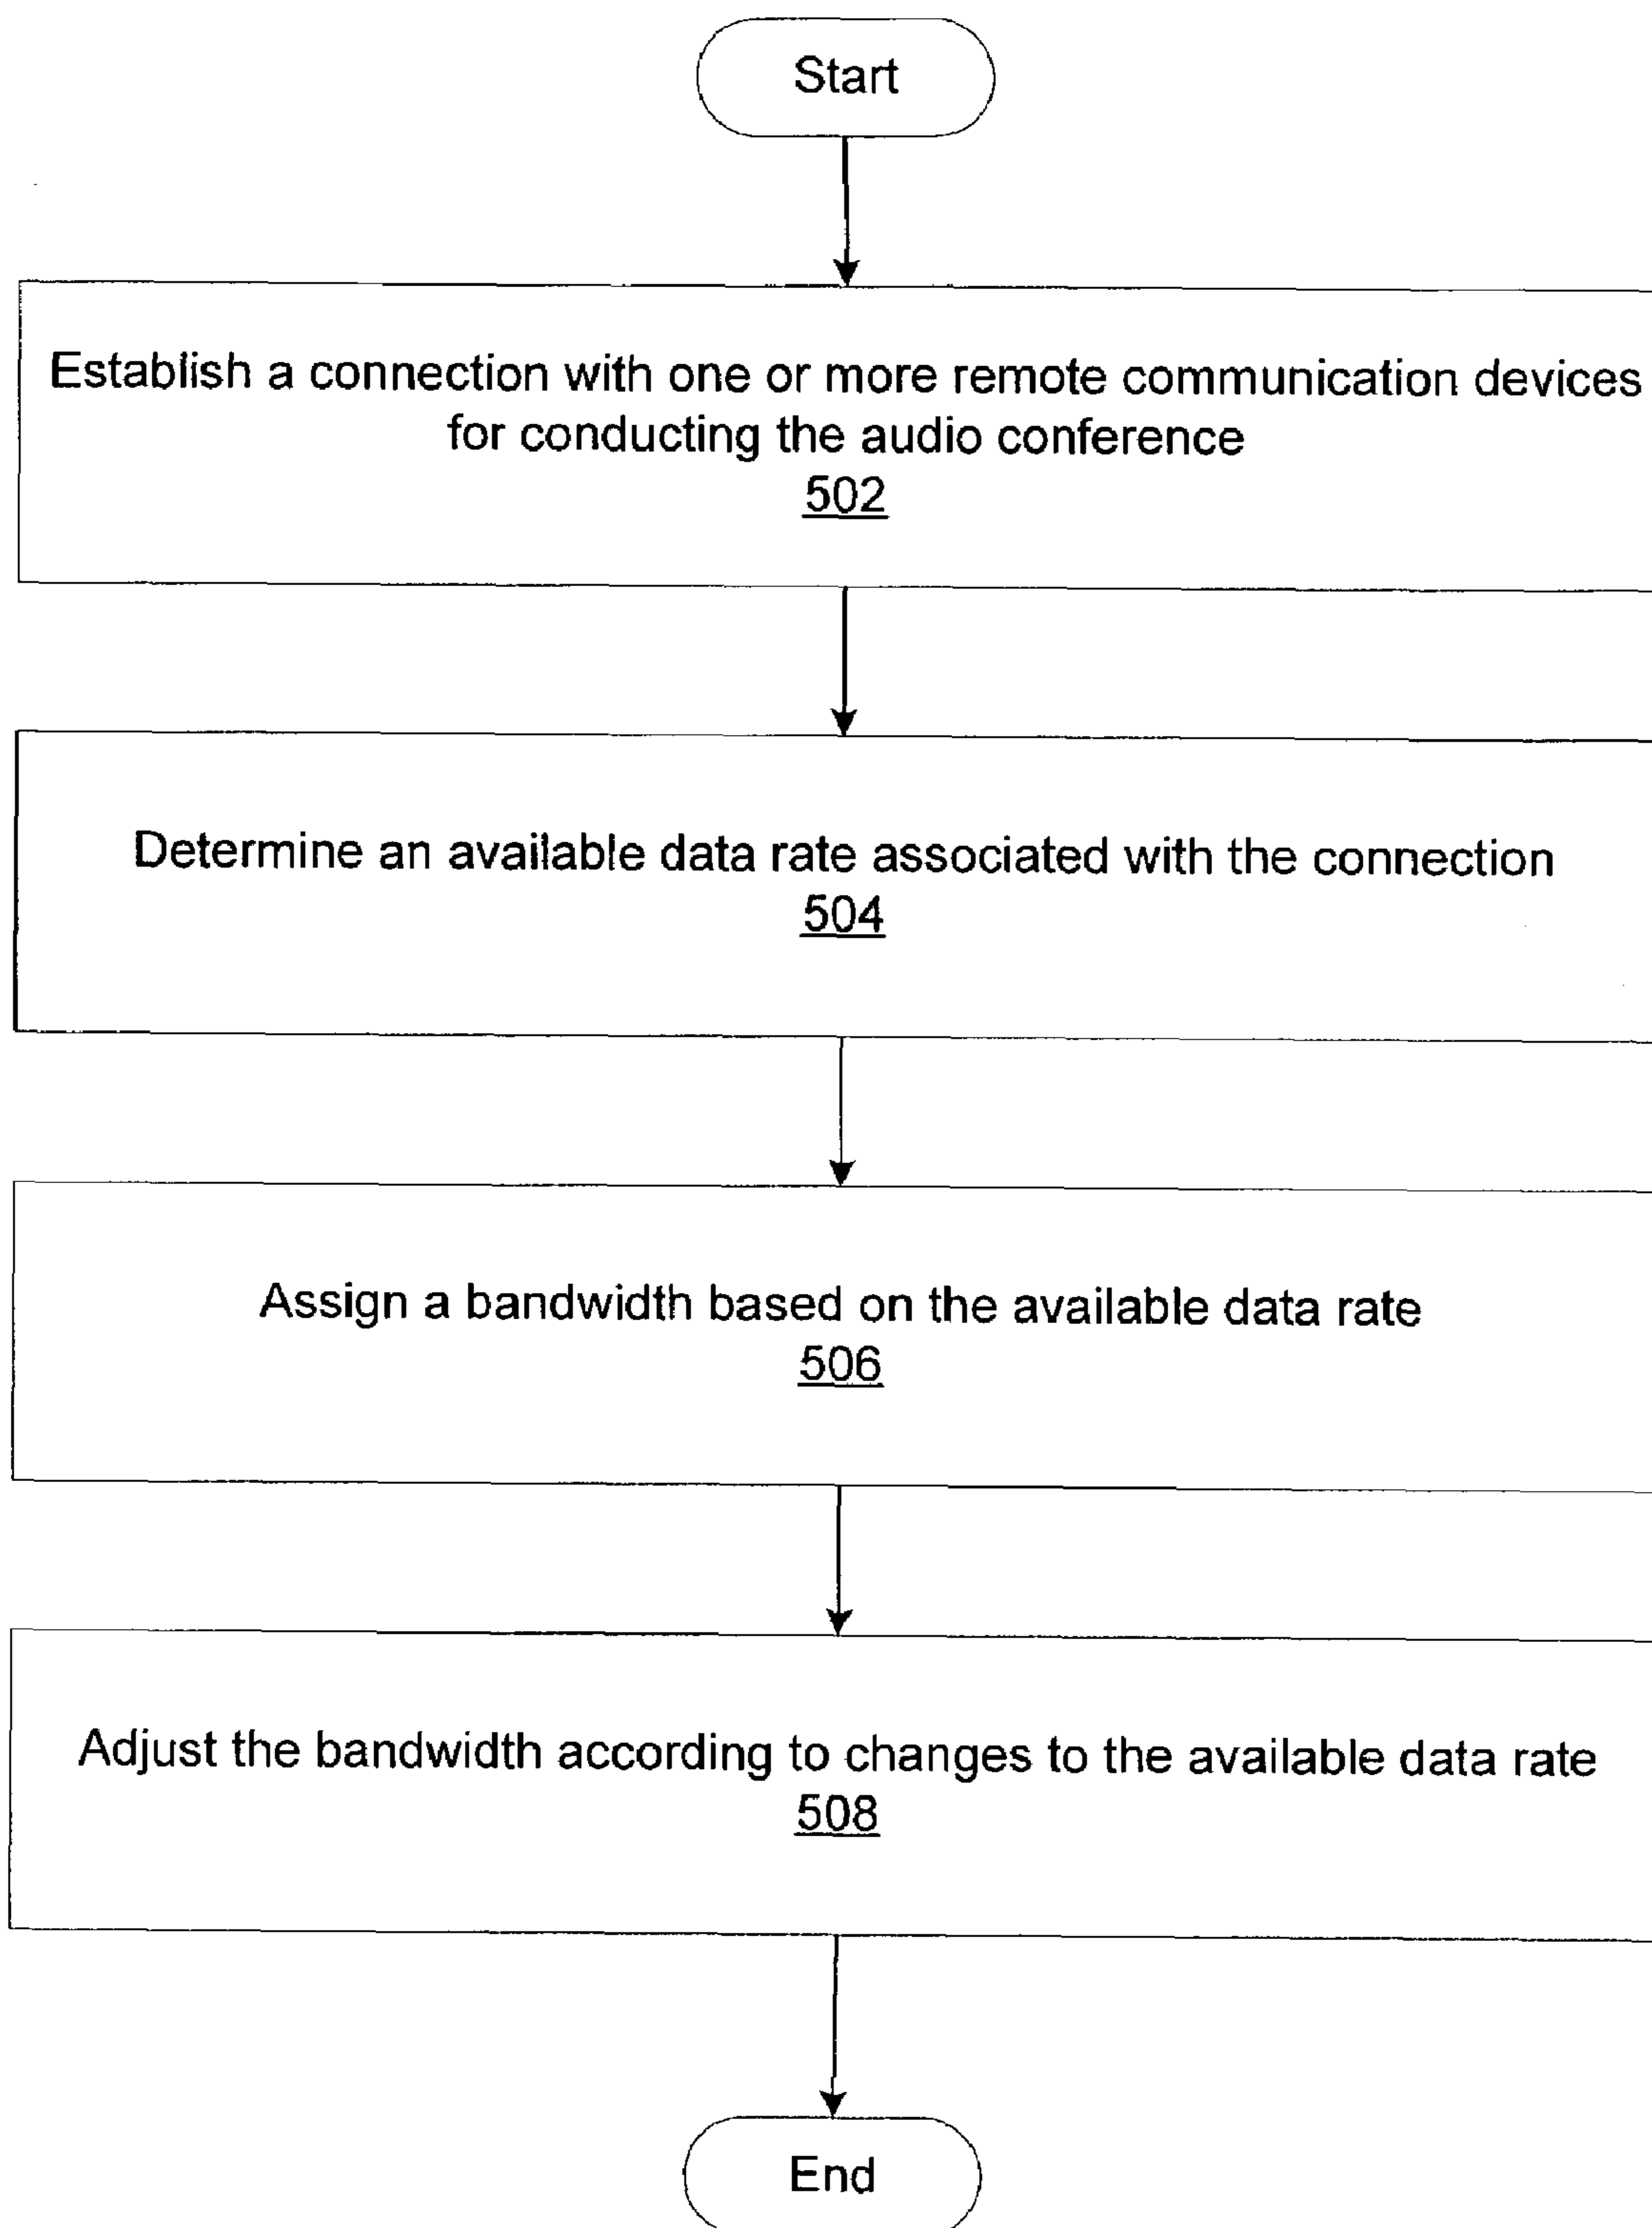 Start
Establish a connection with one or more remote communication devices
for conducting the audio conference
502
Determine an available data rate associated with the connection
504
Assign a bandwidth based on the available data rate
506
Adjust the bandwidth according to changes to the available data rate
508
End